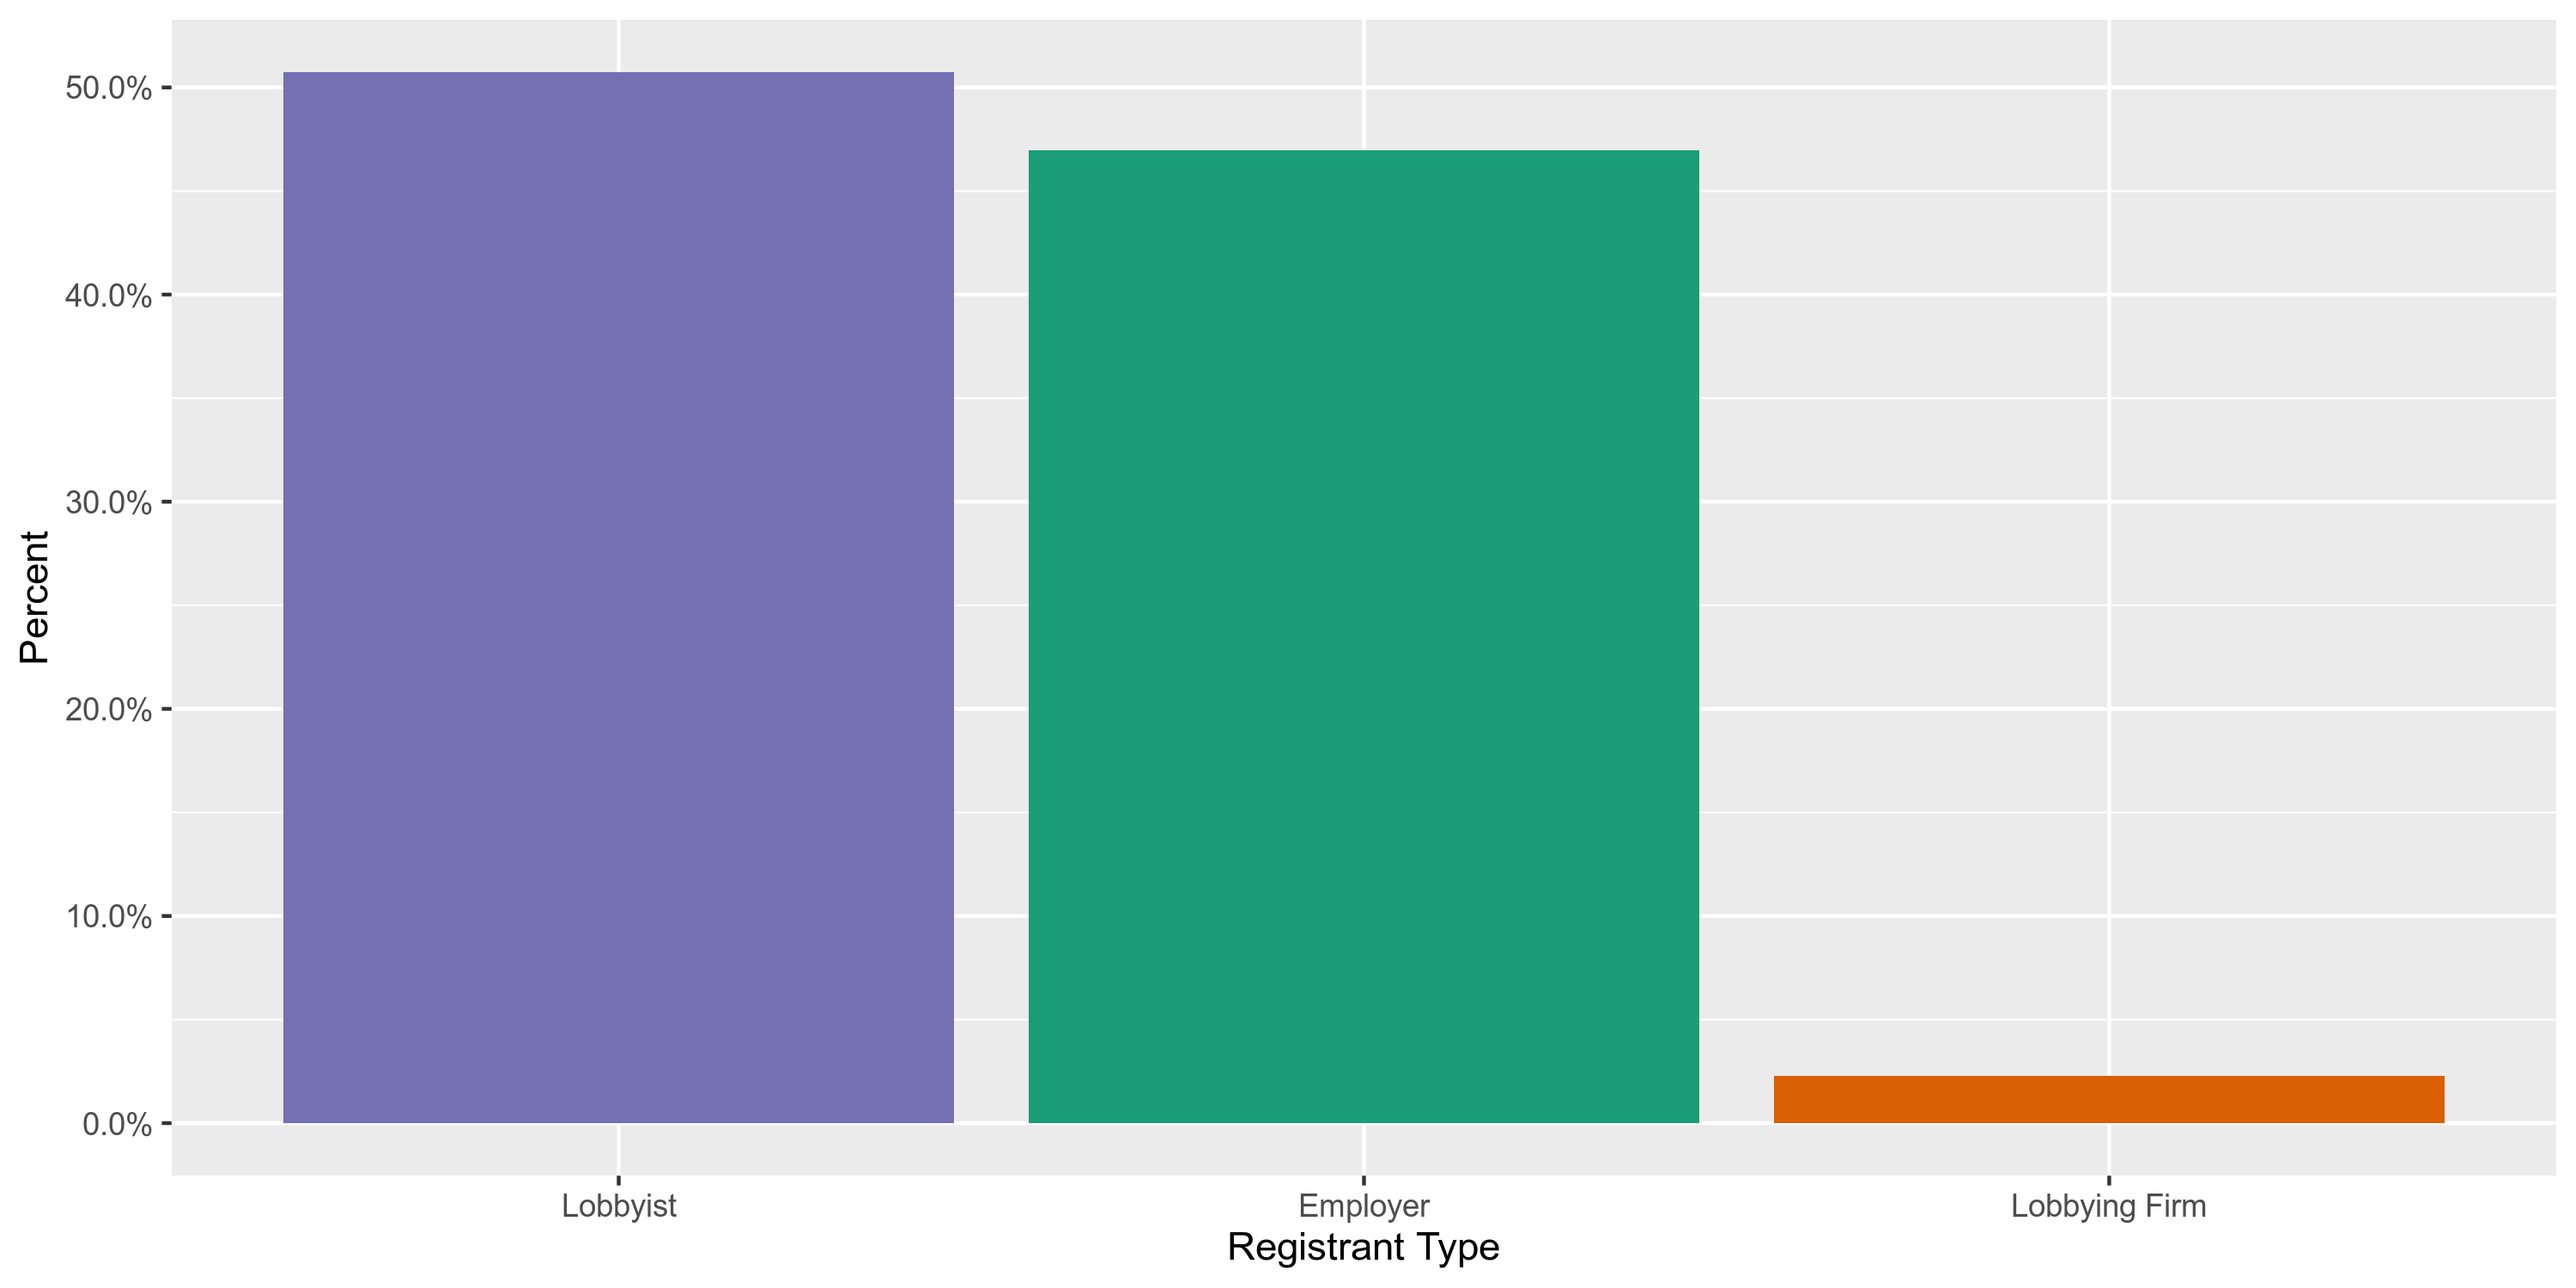 Percent
50.0%
40.0%
30.0%
20.0%
10.0%
0.0%
Lobbyist
Employer
Lobbying Firm
Registrant Type